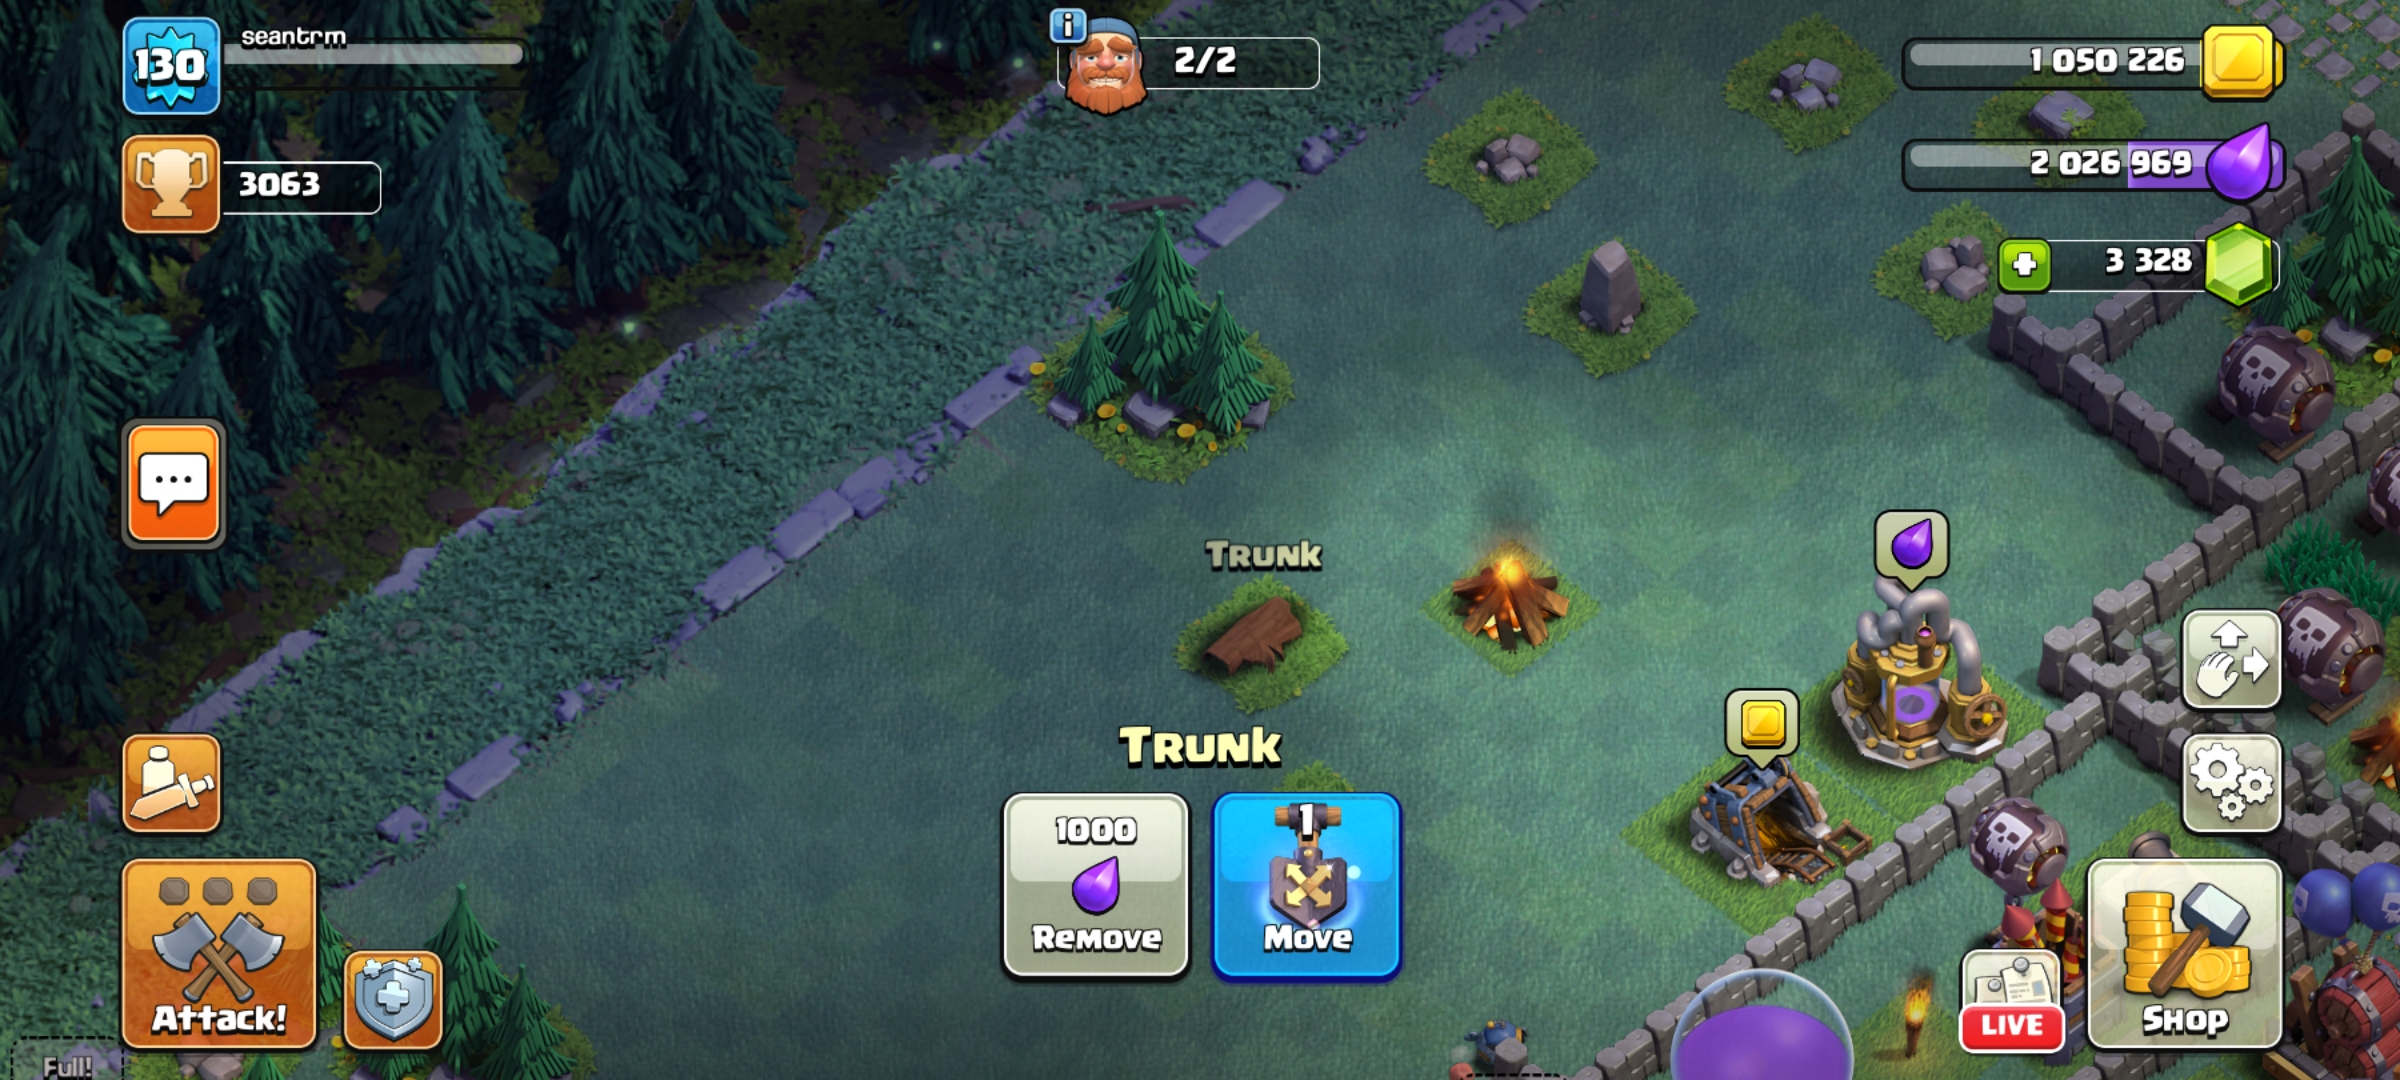 130
seantrm
2/2
1 050 226
3063
2 026 969
3 328
Trunk
Trunk
1000
Remove
1
Move
Attack!
LIVE
Shop
Full!